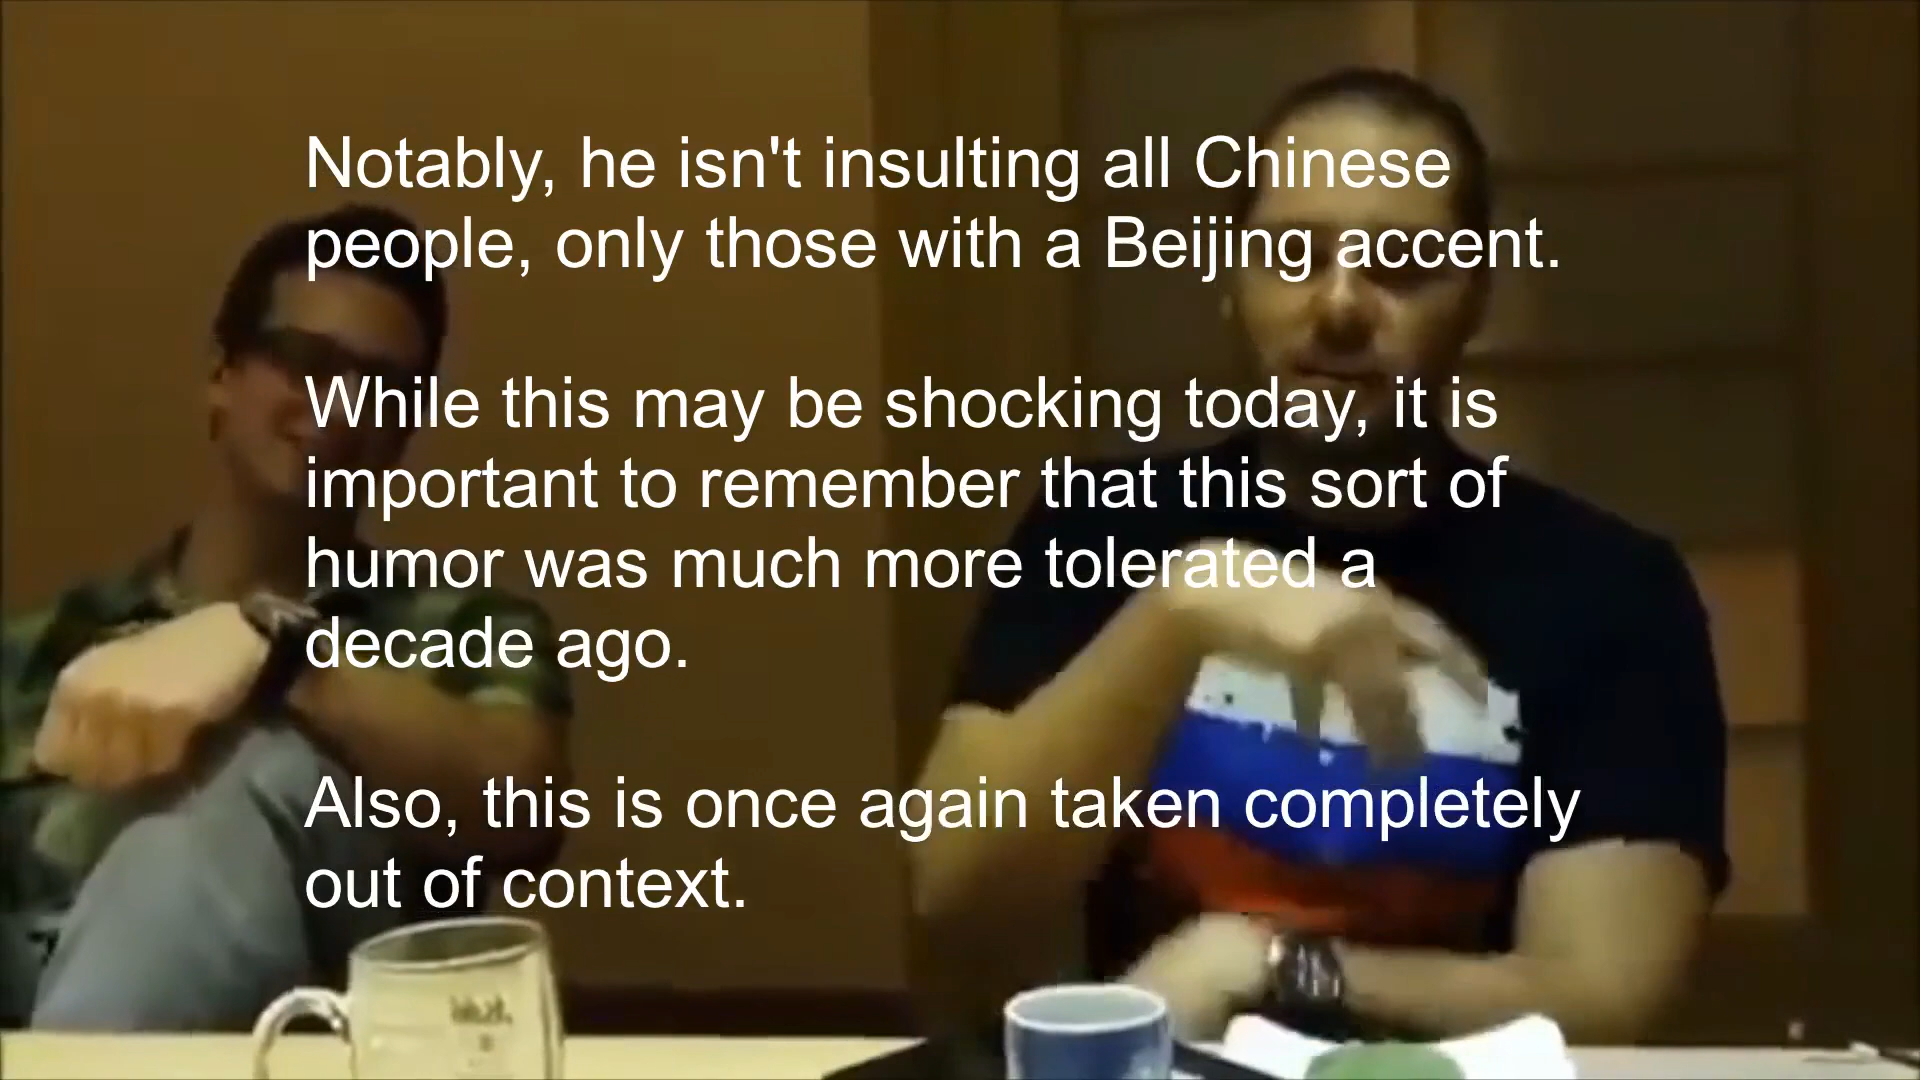 Notably, he isn't insulting all Chinese
people, only those with a Beijing accent.
While this may be shocking today, it is
important to remember that this sort of
humor was much more tolerated a
decade ago.
Also, this is once again taken completely
out of context.